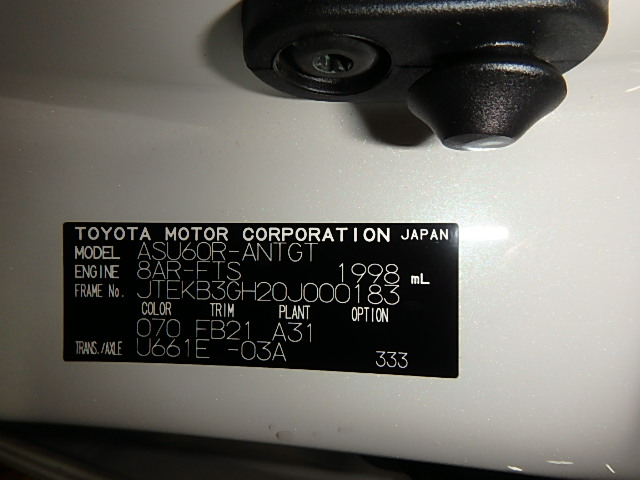 TOYOTA MOTOR CORPORATION JAPAN
MODEL ASU60R-ANTGT
ENGINE 8AR-FTS 1998 mL
FRAME No. JTEKB3GH20J000183
COLOR TRIM PLANT OPTION
070 FB21 A31
TRANS./AXLE U661E -03A 333